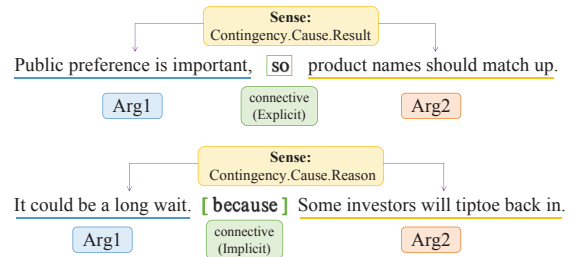 Sense:
Contingency.Cause.Result
Public preference is important, so product names should match up.
Arg1 connective Arg2
(Explicit)
Sense:
Contingency.Cause.Reason
It could be a long wait. [ because ] Some investors will tiptoe back in.
Arg1 connective Arg2
(Implicit)